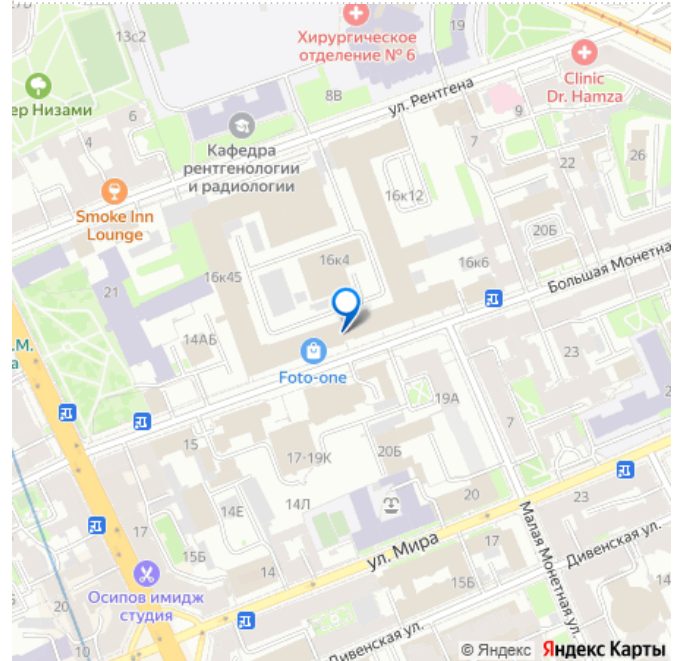 13с2
19
Хирургическое
отделение № 6
Clinic
Dr. Hamza
8В
ул. Рентгена
ер Низами
6
4
9
7
Кафедра
рентгенологии
и радиологии
22
26
16к12
Smoke Inn
Lounge
20Б
16к4
16к6
16к45
21
Большая Монетна
14АБ
.М.
а
Foto-one
23
19А
7
15
17-19К
20Б
14Л
14Е
20
23
17
17
ул. Мира
Малая Монетная ул.
Дивенская ул.
15Б
14
15Б
Осипов имидж
студия
20
10
Дивенская ул.
© Яндекс Яндекс Карты